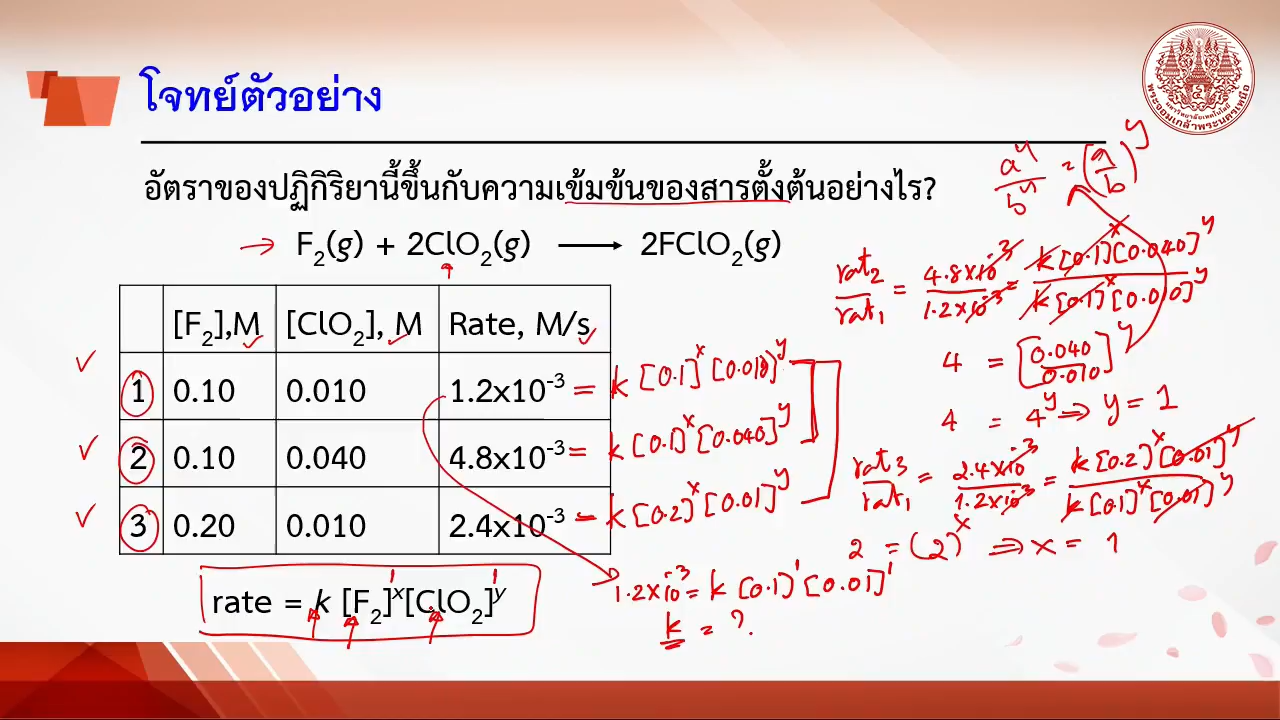 โจทย์ตัวอย่าง
อัตราของปฏิกิริยานี้ขึ้นกับความเข้มข้นของสารตั้งต้นอย่างไร?
F₂(g) + 2ClO₂(g) ⟶ 2FClO₂(g)
[F₂],M [ClO₂], M Rate, M/s
1 0.10 0.010 1.2x10⁻³ = k [0.1]ˣ [0.010]ʸ
2 0.10 0.040 4.8x10⁻³ = k [0.1]ˣ [0.040]ʸ
3 0.20 0.010 2.4x10⁻³ = k [0.2]ˣ [0.01]ʸ
rate = k [F₂]ˣ[ClO₂]ʸ
1 1
aʸ/bʸ = (a/b)ʸ
rat₂/rat₁ = 4.8x10⁻³/1.2x10⁻³ = k[0.1]ˣ[0.040]ʸ/k[0.1]ˣ[0.010]ʸ
4 = [0.040/0.010]ʸ
4 = 4ʸ ⇒ y = 1
rat₃/rat₁ = 2.4x10⁻³/1.2x10⁻³ = k[0.2]ˣ[0.01]ʸ/k[0.1]ˣ[0.01]ʸ
2 = (2)ˣ ⇒ x = 1
1.2x10⁻³ = k [0.1]¹ [0.01]¹
k = ?